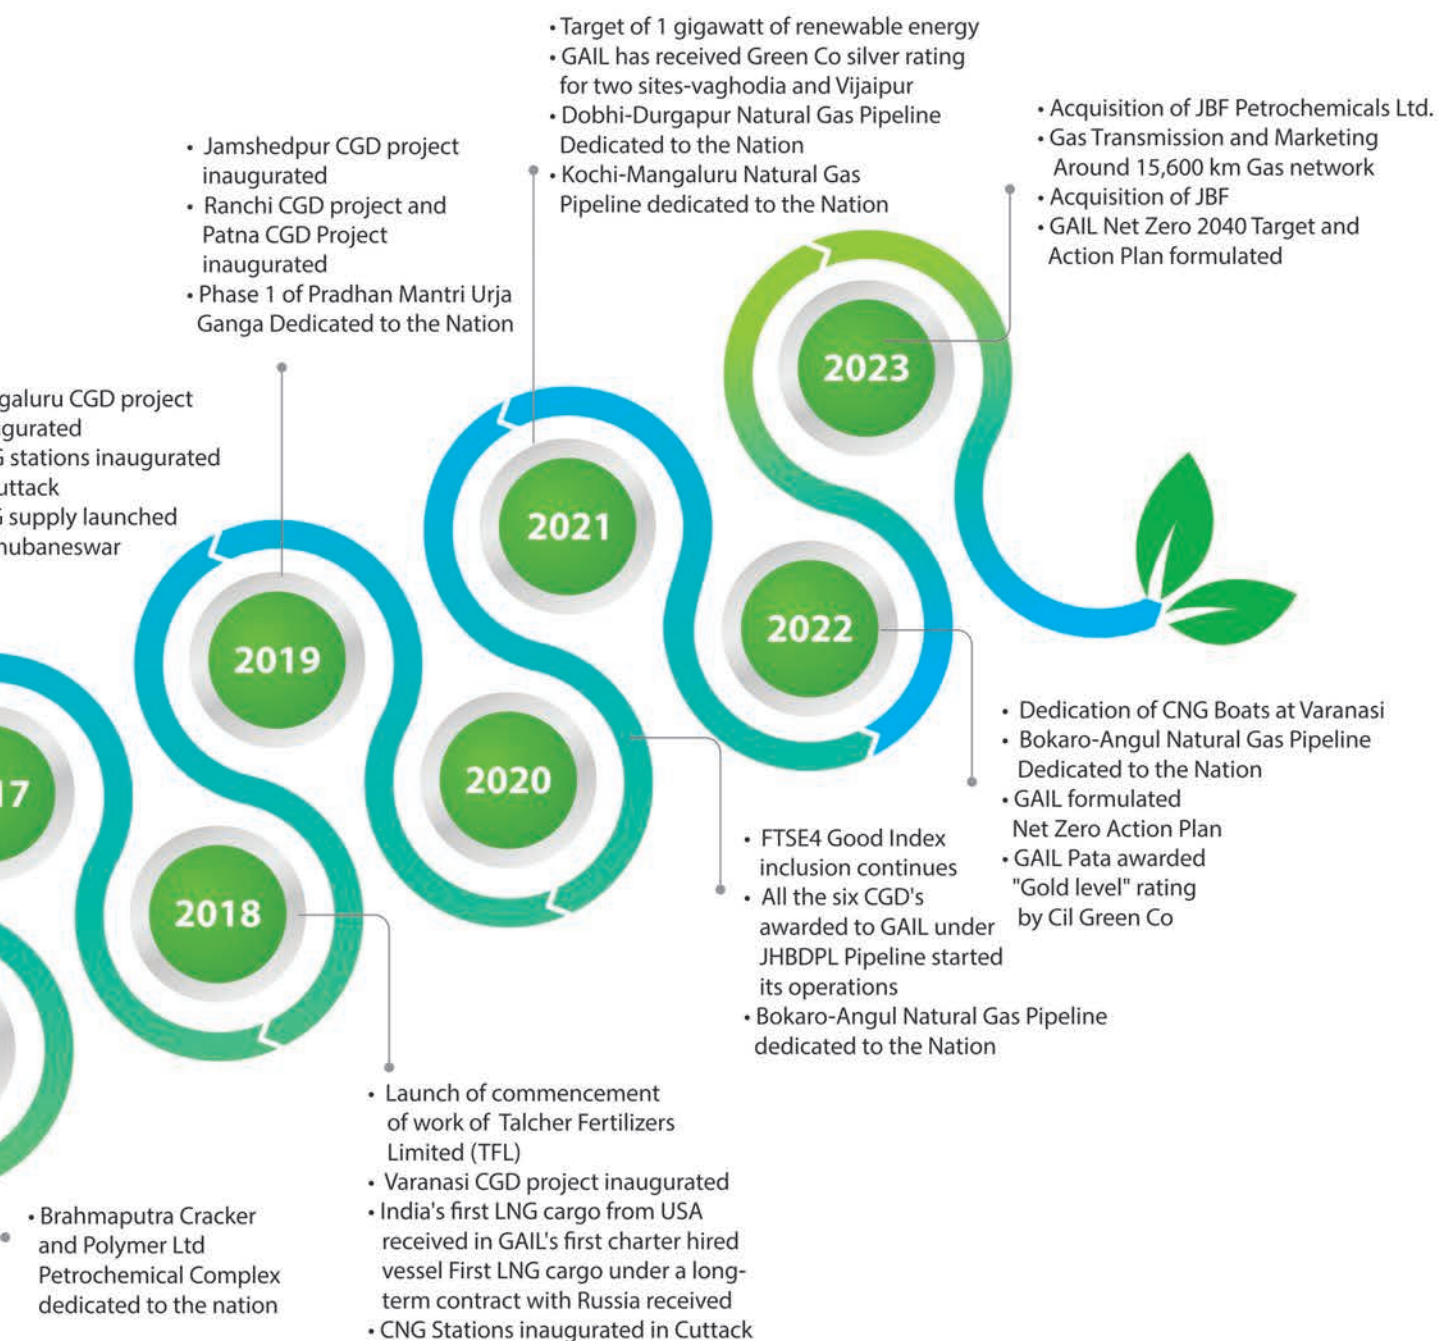 • Target of 1 gigawatt of renewable energy
• GAIL has received Green Co silver rating
for two sites-vaghodia and Vijaipur
• Dobhi-Durgapur Natural Gas Pipeline
Dedicated to the Nation
• Kochi-Mangaluru Natural Gas
Pipeline dedicated to the Nation
• Acquisition of JBF Petrochemicals Ltd.
• Gas Transmission and Marketing
Around 15,600 km Gas network
• Acquisition of JBF
• GAIL Net Zero 2040 Target and
Action Plan formulated
• Jamshedpur CGD project
inaugurated
• Ranchi CGD project and
Patna CGD Project
inaugurated
• Phase 1 of Pradhan Mantri Urja
Ganga Dedicated to the Nation
galuru CGD project
gurated
stations inaugurated
uttack
supply launched
hubaneswar
2023
2021
2022
2019
2020
17
2018
• Dedication of CNG Boats at Varanasi
• Bokaro-Angul Natural Gas Pipeline
Dedicated to the Nation
• GAIL formulated
Net Zero Action Plan
• GAIL Pata awarded
"Gold level" rating
by Cil Green Co
• FTSE4 Good Index
inclusion continues
• All the six CGD's
awarded to GAIL under
JHBDPL Pipeline started
its operations
• Bokaro-Angul Natural Gas Pipeline
dedicated to the Nation
• Launch of commencement
of work of Talcher Fertilizers
Limited (TFL)
• Varanasi CGD project inaugurated
• India's first LNG cargo from USA
received in GAIL's first charter hired
vessel First LNG cargo under a long-
term contract with Russia received
• CNG Stations inaugurated in Cuttack
• Brahmaputra Cracker
and Polymer Ltd
Petrochemical Complex
dedicated to the nation